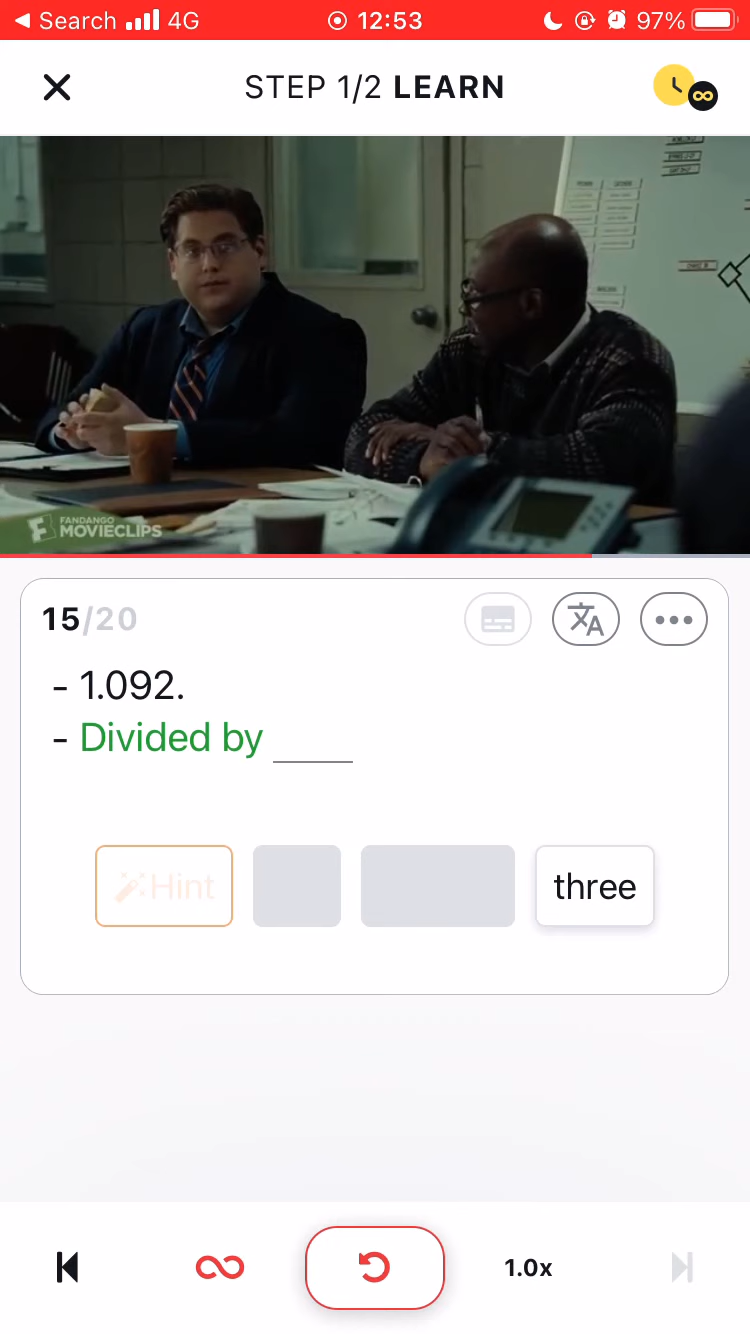 Search 4G 12:53 97%
STEP 1/2 LEARN
FANDANGO
MOVIECLIPS
15/20
- 1.092.
- Divided by ____
Hint three
1.0x